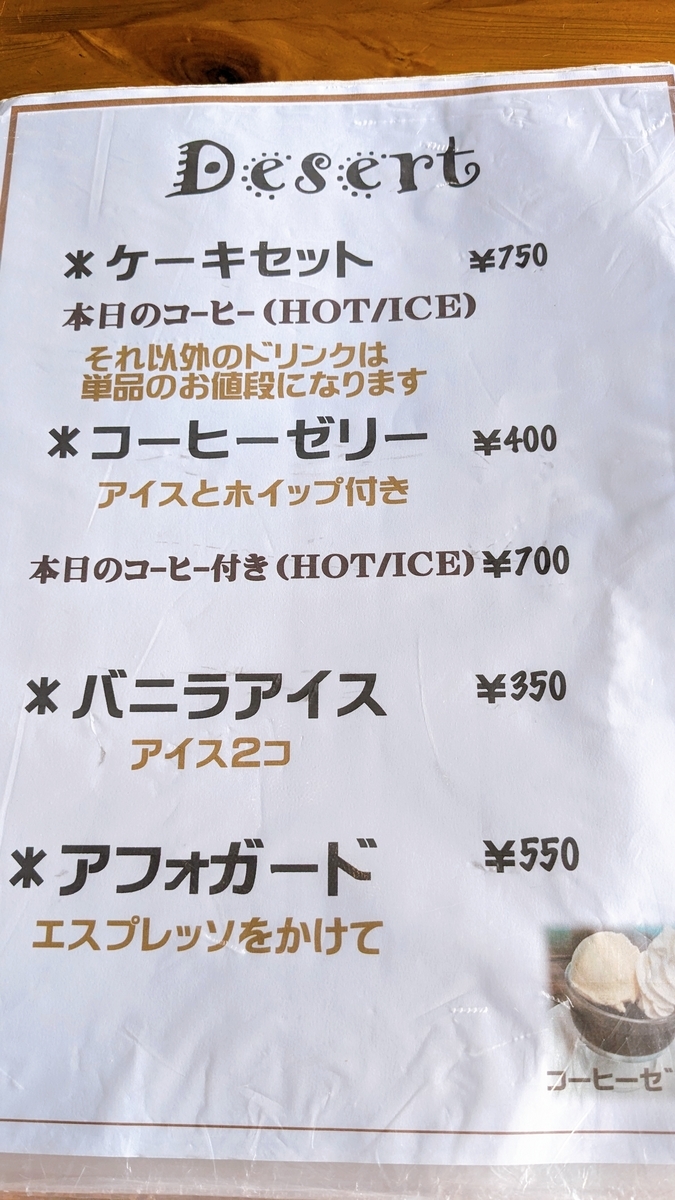 Desert
*ケーキセット ¥750
本日のコーヒー(HOT/ICE)
それ以外のドリンクは
単品のお値段になります
*コーヒーゼリー ¥400
アイスとホイップ付き
本日のコーヒー付き(HOT/ICE)¥700
*バニラアイス ¥350
アイス2コ
*アフォガード ¥550
エスプレッソをかけて
コーヒーゼ